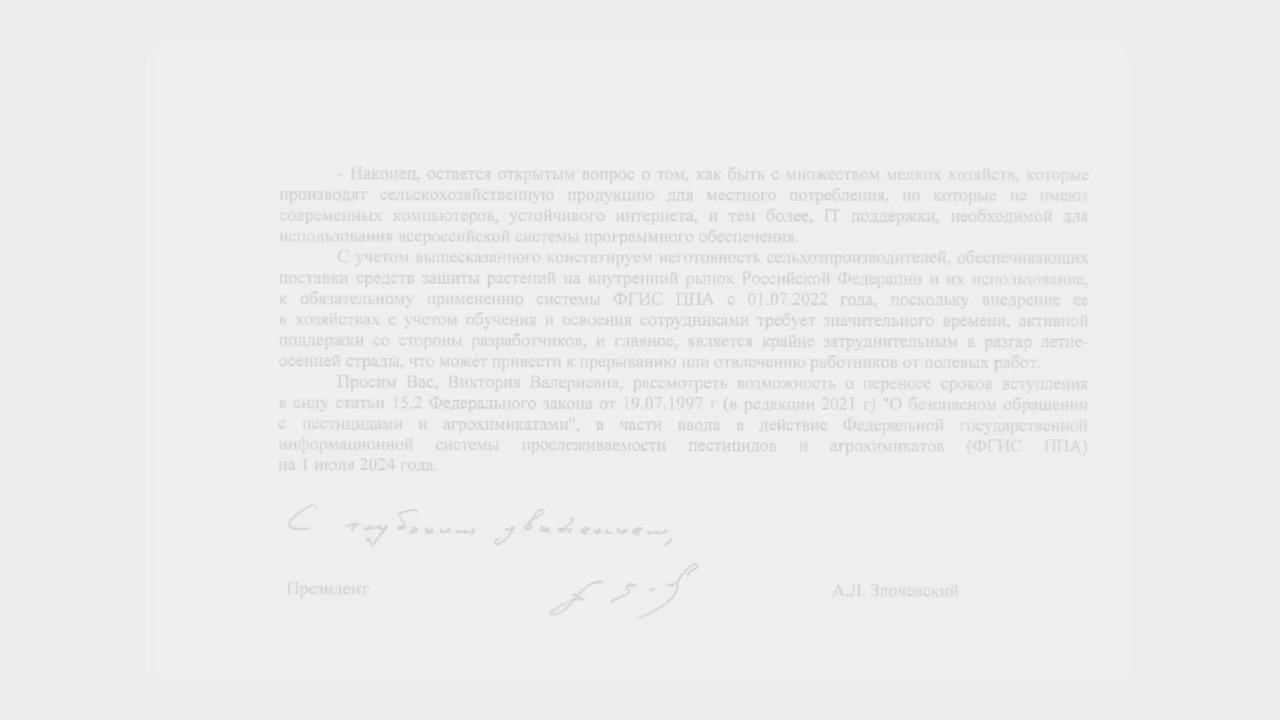 - Наконец, остается открытым вопрос о том, как быть с множеством мелких хозяйств, которые
производят сельскохозяйственную продукцию для местного потребления, но которые не имеют
современных компьютеров, устойчивого интернета, и тем более, IT поддержки, необходимой для
использования всероссийской системы программного обеспечения.
С учетом вышесказанного констатируем неготовность сельхозпроизводителей, обеспечивающих
поставки средств защиты растений на внутренний рынок Российской Федерации и их использование,
к обязательному применению системы ФГИС ППА с 01.07.2022 года, поскольку внедрение ее
в хозяйствах с учетом обучения и освоения сотрудниками требует значительного времени, активной
поддержки со стороны разработчиков, и главное, является крайне затруднительным в разгар летне-
осенней страды, что может привести к прерыванию или отвлечению работников от полевых работ.
Просим Вас, Виктория Валериевна, рассмотреть возможность о переносе сроков вступления
в силу статьи 15.2 Федерального закона от 19.07.1997 г (в редакции 2021 г) "О безопасном обращении
с пестицидами и агрохимикатами", в части ввода в действие Федеральной государственной
информационной системы прослеживаемости пестицидов и агрохимикатов (ФГИС ППА)
на 1 июля 2024 года.
С глубоким уважением,
Президент А.Л. Злочевский